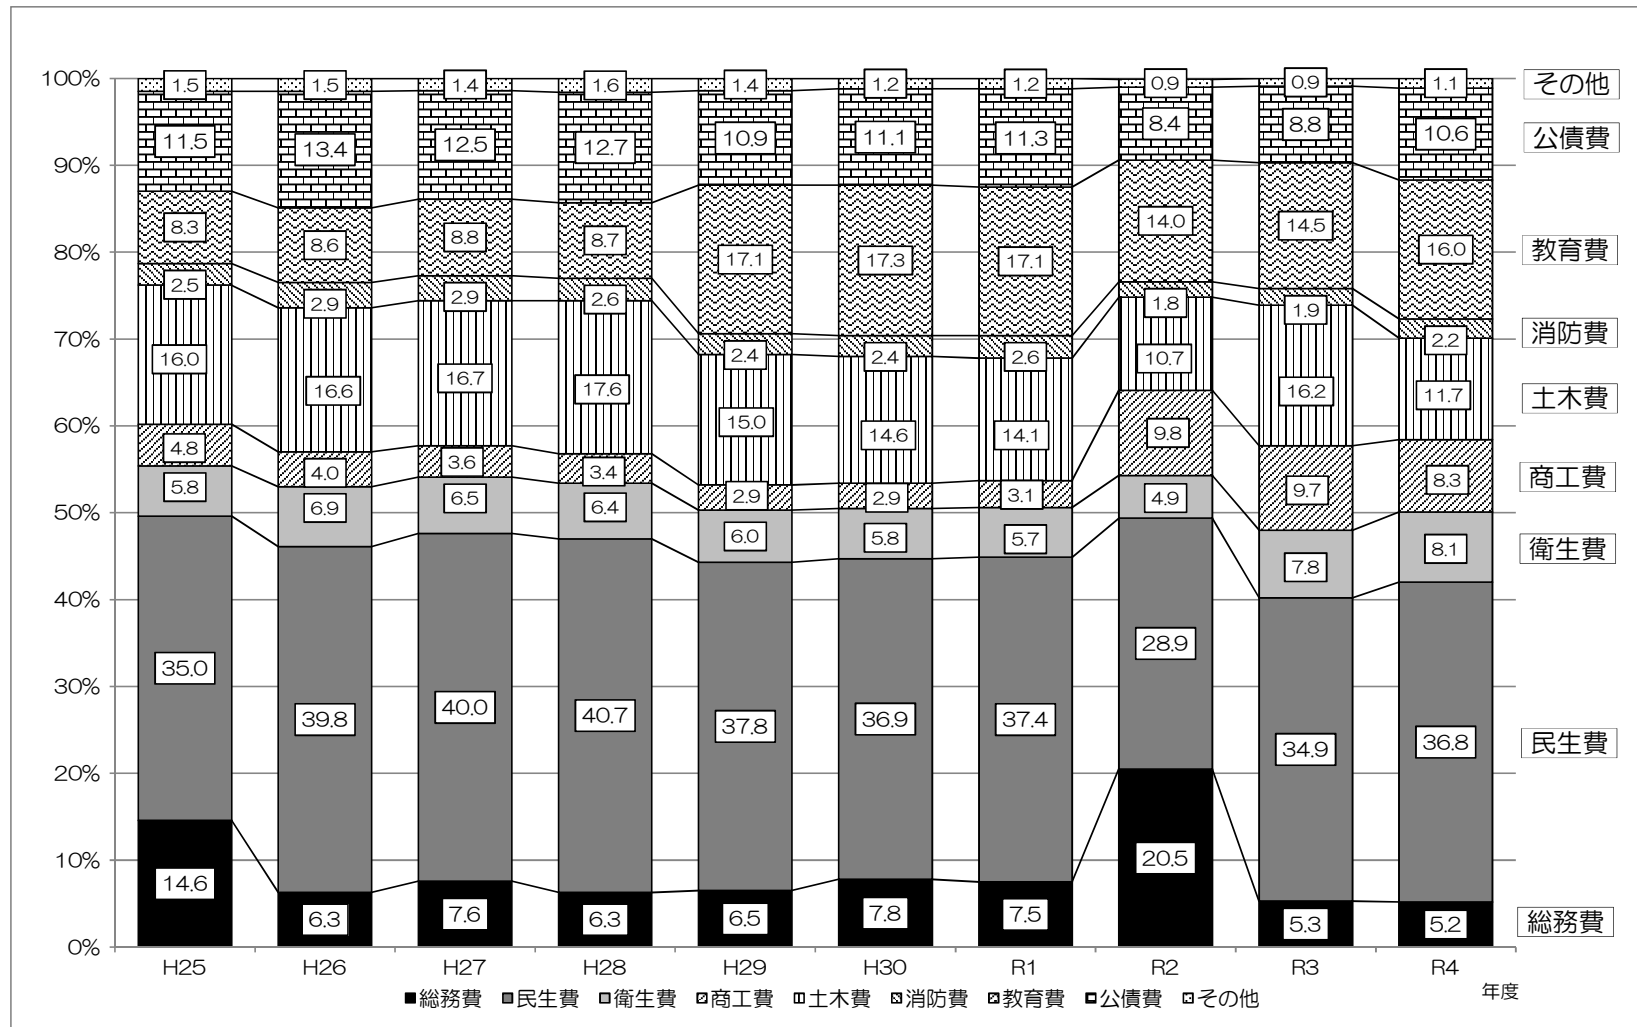 100%
90%
80%
70%
60%
50%
40%
30%
20%
10%
0%
1.5 1.5 1.4 1.6 1.4 1.2 1.2 0.9 0.9 1.1 その他
11.5 13.4 12.5 12.7 10.9 11.1 11.3 8.4 8.8 10.6 公債費
8.3 8.6 8.8 8.7 17.1 17.3 17.1 14.0 14.5 16.0 教育費
2.5 2.9 2.9 2.6 2.4 2.4 2.6 1.8 1.9 2.2 消防費
16.0 16.6 16.7 17.6 15.0 14.6 14.1 10.7 16.2 11.7 土木費
4.8 4.0 3.6 3.4 2.9 2.9 3.1 9.8 9.7 8.3 商工費
5.8 6.9 6.5 6.4 6.0 5.8 5.7 4.9 7.8 8.1 衛生費
35.0 39.8 40.0 40.7 37.8 36.9 37.4 28.9 34.9 36.8 民生費
14.6 6.3 7.6 6.3 6.5 7.8 7.5 20.5 5.3 5.2 総務費
H25 H26 H27 H28 H29 H30 R1 R2 R3 R4
年度
総務費 民生費 衛生費 商工費 土木費 消防費 教育費 公債費 その他